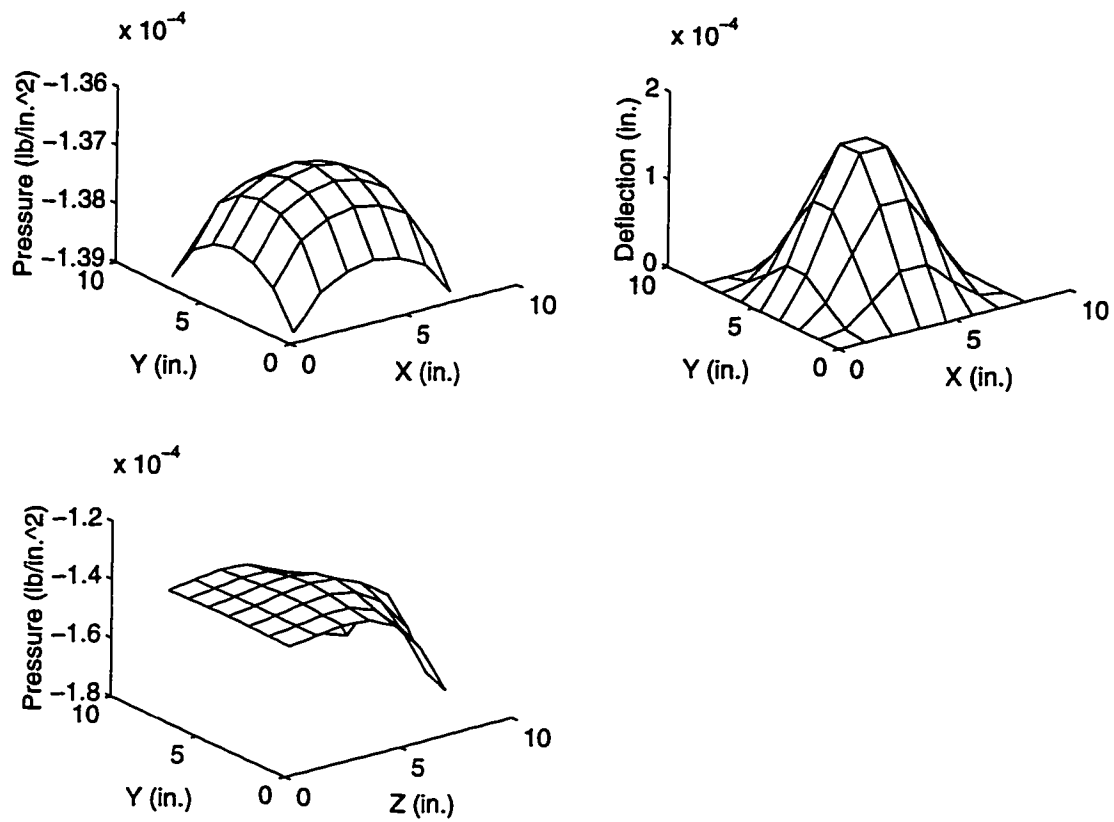 x 10^-4
Pressure (lb/in.^2)
−1.36
−1.37
−1.38
−1.39
10
5
0
Y (in.)
0
5
10
X (in.)
x 10^-4
Deflection (in.)
2
1
0
10
5
0
Y (in.)
0
5
10
X (in.)
x 10^-4
Pressure (lb/in.^2)
−1.2
−1.4
−1.6
−1.8
10
5
0
Y (in.)
0
5
10
Z (in.)